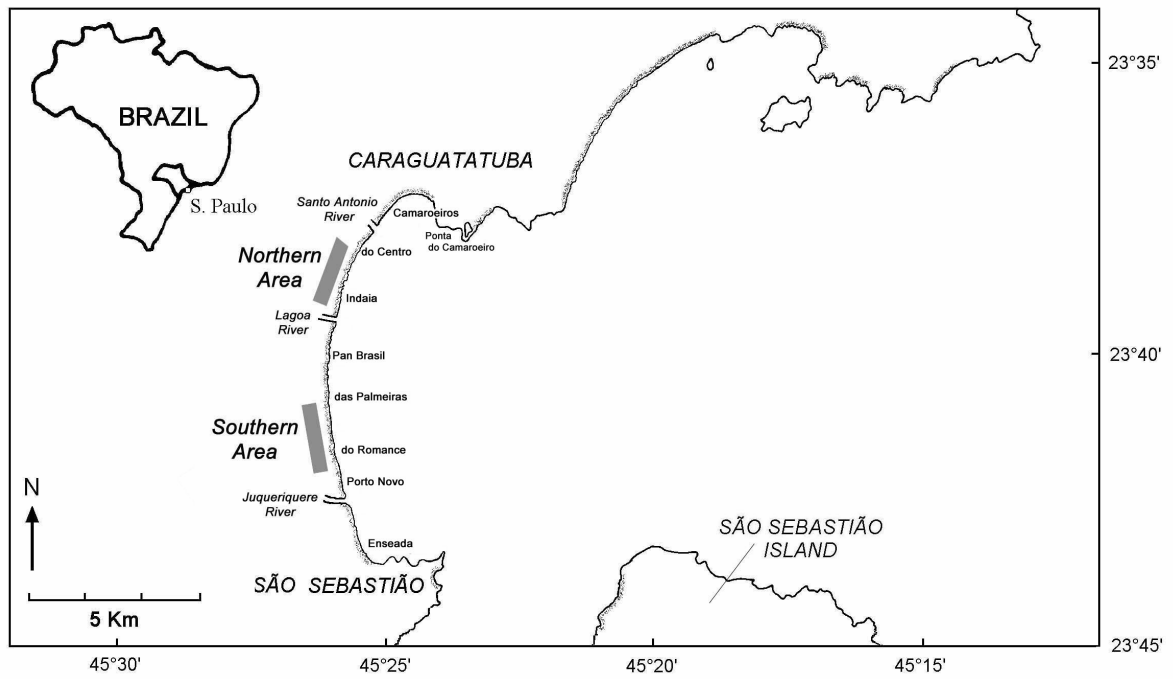 BRAZIL
S. Paulo
CARAGUATATUBA
Santo Antonio
River
Camaroeiros
Ponta
do Camaroeiro
do Centro
Northern
Area
Indaia
Lagoa
River
Pan Brasil
das Palmeiras
Southern
Area
do Romance
Porto Novo
Juqueriquere
River
Enseada
SÃO SEBASTIÃO
SÃO SEBASTIÃO
ISLAND
N
5 Km
23°35'
23°40'
23°45'
45°30'
45°25'
45°20'
45°15'